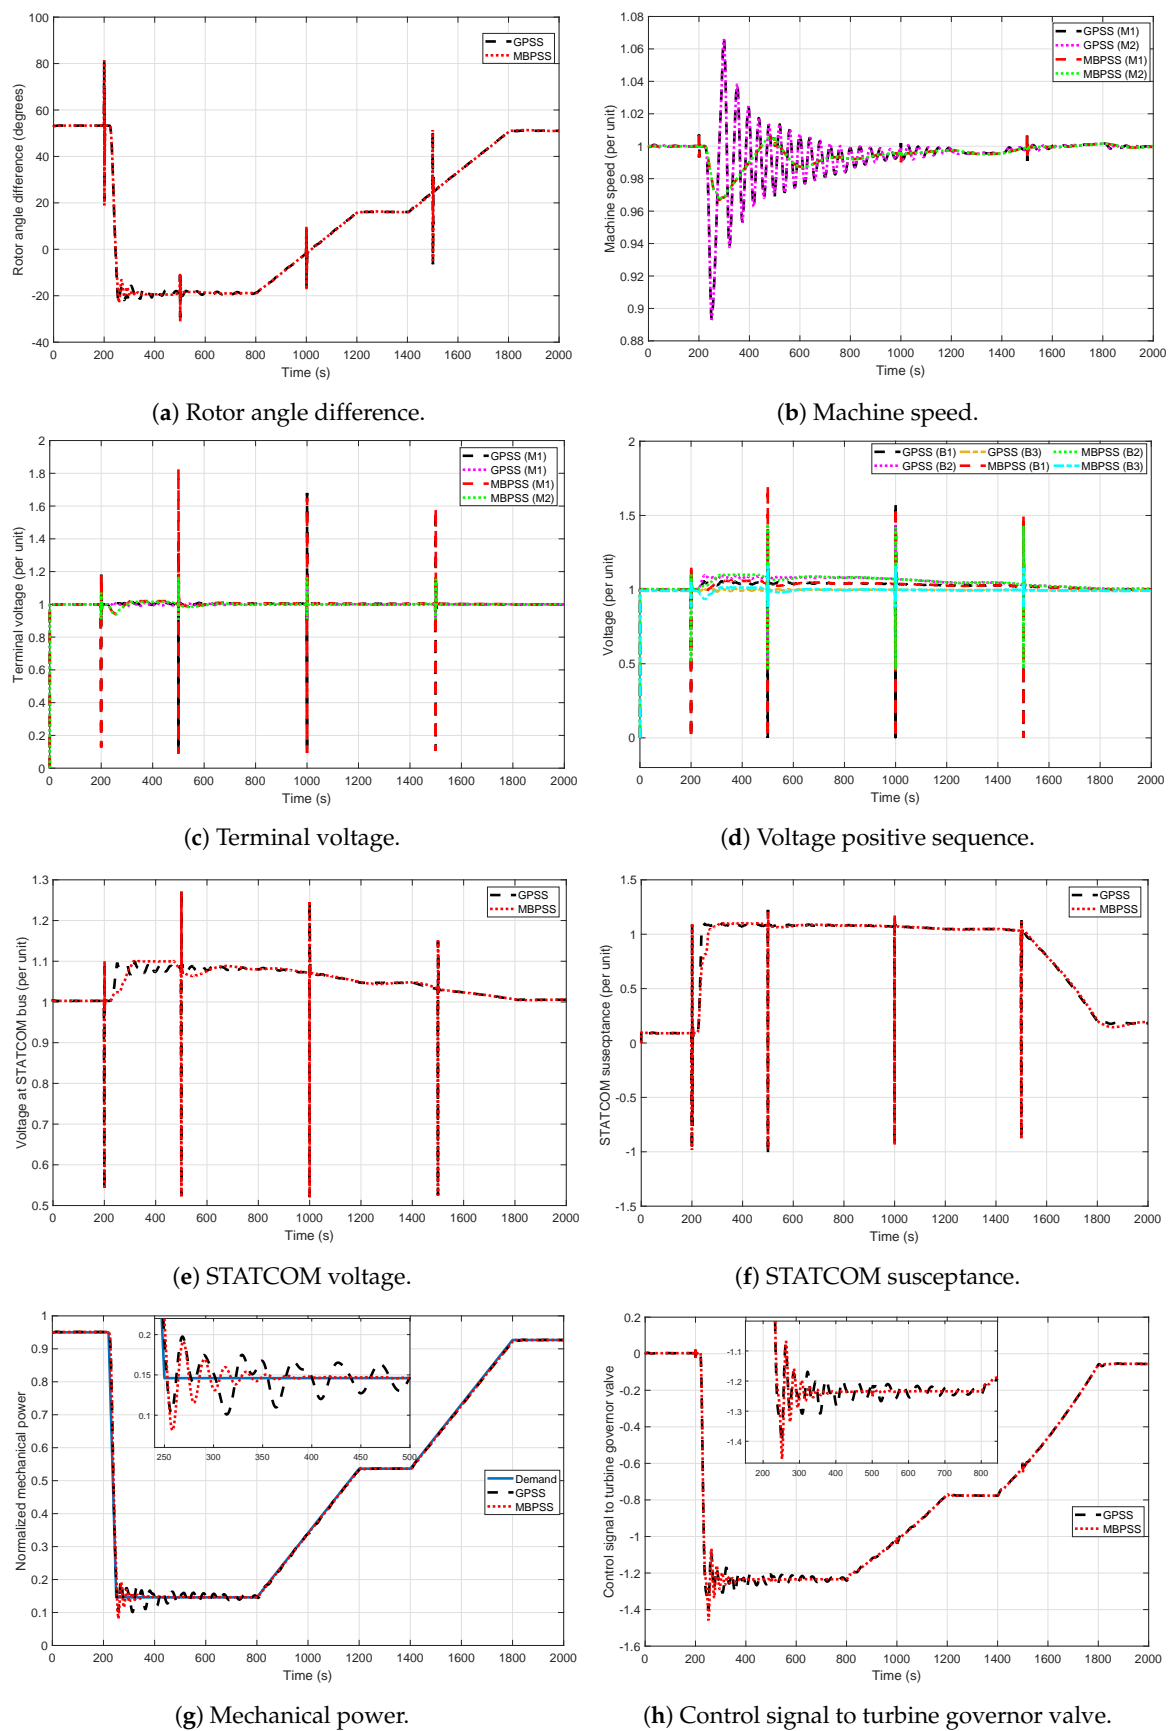 100
80
60
40
20
0
-20
-40
Rotor angle difference (degrees)
GPSS
MBPSS
0 200 400 600 800 1000 1200 1400 1600 1800 2000
Time (s)
(a) Rotor angle difference.
1.08
1.06
1.04
1.02
1
0.98
0.96
0.94
0.92
0.9
0.88
Machine speed (per unit)
GPSS (M1)
GPSS (M2)
MBPSS (M1)
MBPSS (M2)
0 200 400 600 800 1000 1200 1400 1600 1800 2000
Time (s)
(b) Machine speed.
2
1.8
1.6
1.4
1.2
1
0.8
0.6
0.4
0.2
0
Terminal voltage (per unit)
GPSS (M1)
GPSS (M1)
MBPSS (M1)
MBPSS (M2)
0 200 400 600 800 1000 1200 1400 1600 1800 2000
Time (s)
(c) Terminal voltage.
2
1.5
1
0.5
0
Voltage (per unit)
GPSS (B1) GPSS (B3) MBPSS (B2)
GPSS (B2) MBPSS (B1) MBPSS (B3)
0 200 400 600 800 1000 1200 1400 1600 1800 2000
Time (s)
(d) Voltage positive sequence.
1.3
1.2
1.1
1
0.9
0.8
0.7
0.6
0.5
Voltage at STATCOM bus (per unit)
GPSS
MBPSS
0 200 400 600 800 1000 1200 1400 1600 1800 2000
Time (s)
(e) STATCOM voltage.
1.5
1
0.5
0
-0.5
-1
-1.5
STATCOM susecptance (per unit)
GPSS
MBPSS
0 200 400 600 800 1000 1200 1400 1600 1800 2000
Time (s)
(f) STATCOM susceptance.
1
0.9
0.8
0.7
0.6
0.5
0.4
0.3
0.2
0.1
0
Normalized mechanical power
0.2
0.15
0.1
250 300 350 400 450 500
Demand
GPSS
MBPSS
0 200 400 600 800 1000 1200 1400 1600 1800 2000
Time (s)
(g) Mechanical power.
0.2
0
-0.2
-0.4
-0.6
-0.8
-1
-1.2
-1.4
-1.6
Control signal to turbine governor valve
-1.1
-1.2
-1.3
-1.4
200 300 400 500 600 700 800
GPSS
MBPSS
0 200 400 600 800 1000 1200 1400 1600 1800 2000
Time (s)
(h) Control signal to turbine governor valve.